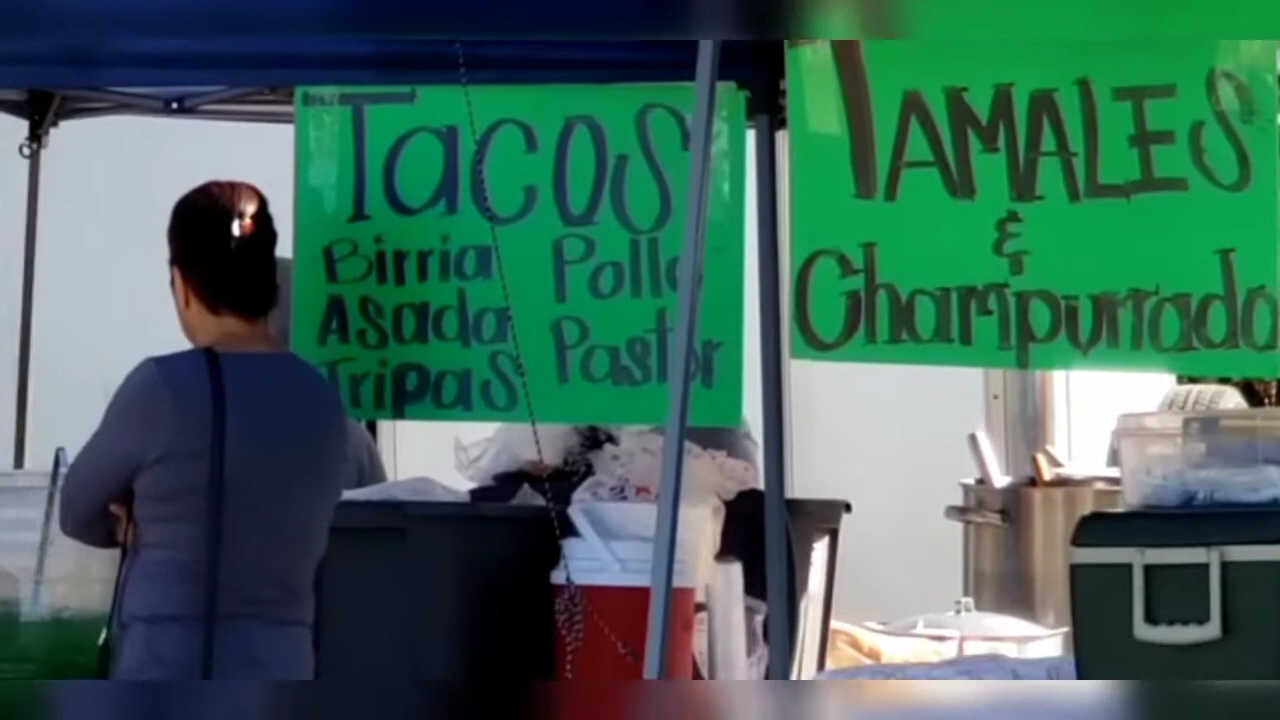 Tacos
Birria Pollo
Asada Pastor
Tripas
TAMALES
&
Champurrado